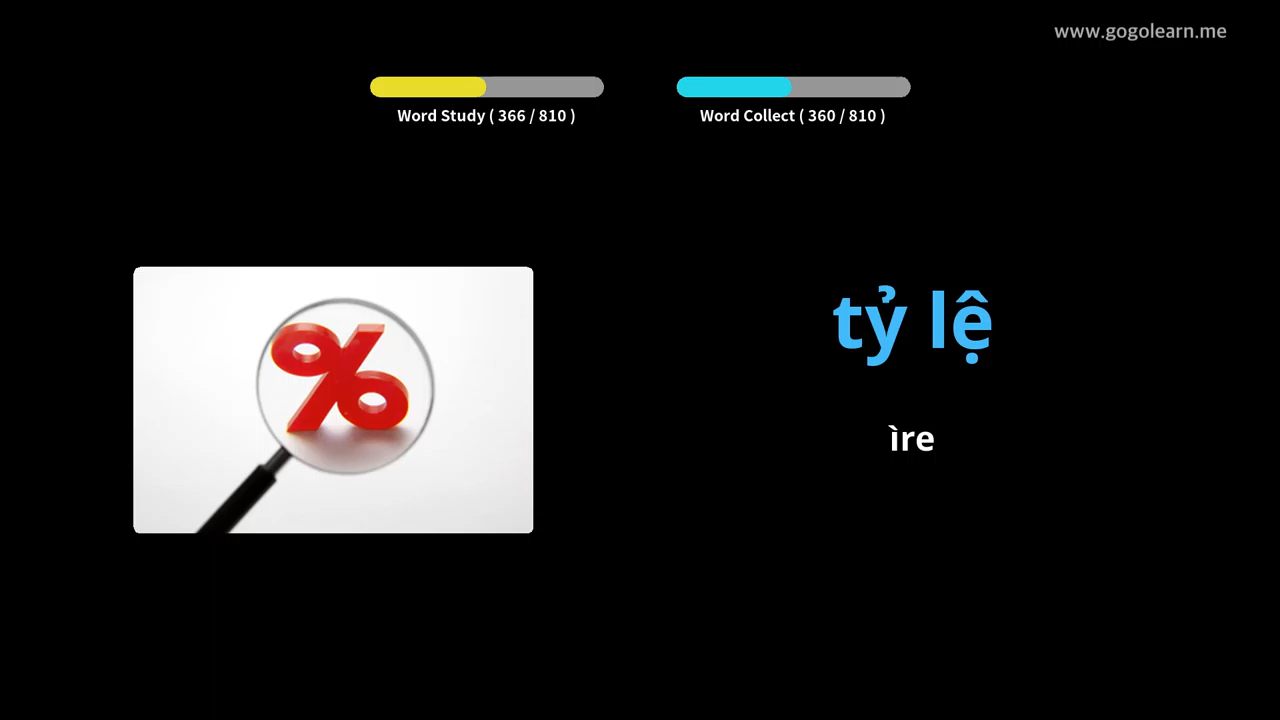 www.gogolearn.me
Word Study ( 366 / 810 )
Word Collect ( 360 / 810 )
%
tỷ lệ
ìre